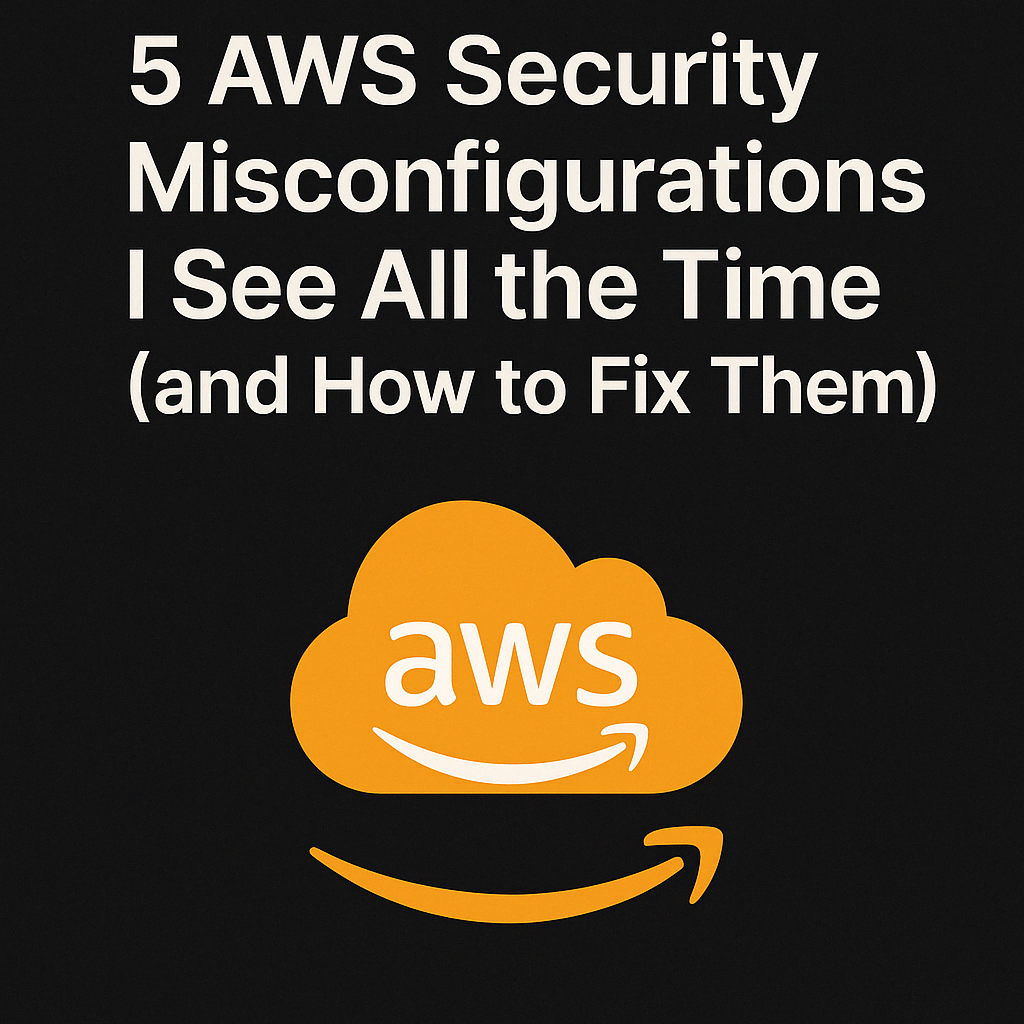 5 AWS Security
Misconfigurations
I See All the Time
(and How to Fix Them)
aws